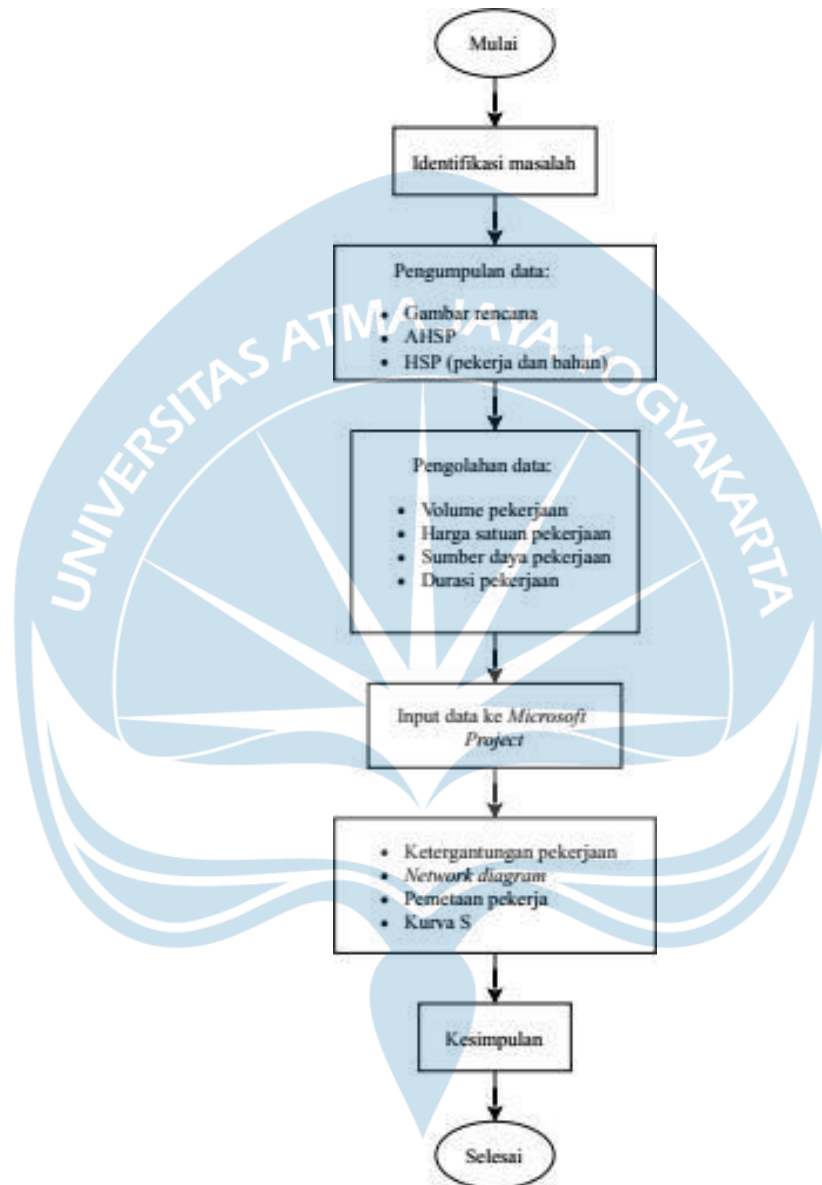 Mulai
Identifikasi masalah
Pengumpulan data:
• Gambar rencana
• AHSP
• HSP (pekerja dan bahan)
UNIVERSITAS ATMA JAYA YOGYAKARTA
Pengolahan data:
• Volume pekerjaan
• Harga satuan pekerjaan
• Sumber daya pekerjaan
• Durasi pekerjaan
Input data ke Microsoft
Project
• Ketergantungan pekerjaan
• Network diagram
• Pemetaan pekerja
• Kurva S
Kesimpulan
Selesai